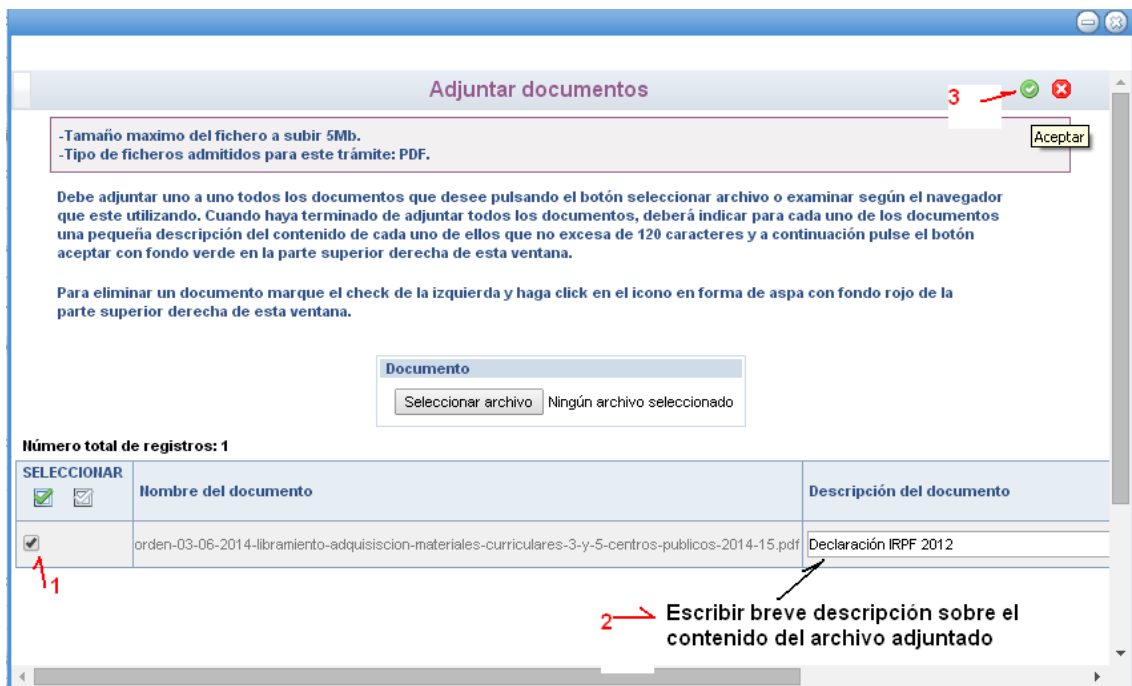 Adjuntar documentos
3
Aceptar
-Tamaño maximo del fichero a subir 5Mb.
-Tipo de ficheros admitidos para este trámite: PDF.
Debe adjuntar uno a uno todos los documentos que desee pulsando el botón seleccionar archivo o examinar según el navegador
que este utilizando. Cuando haya terminado de adjuntar todos los documentos, deberá indicar para cada uno de los documentos
una pequeña descripción del contenido de cada uno de ellos que no excesa de 120 caracteres y a continuación pulse el botón
aceptar con fondo verde en la parte superior derecha de esta ventana.
Para eliminar un documento marque el check de la izquierda y haga click en el icono en forma de aspa con fondo rojo de la
parte superior derecha de esta ventana.
Documento
Seleccionar archivo Ningún archivo seleccionado
Número total de registros: 1
SELECCIONAR
Nombre del documento
Descripción del documento
orden-03-06-2014-libramiento-adquisiscion-materiales-curriculares-3-y-5-centros-publicos-2014-15.pdf
Declaración IRPF 2012
1
2
Escribir breve descripción sobre el
contenido del archivo adjuntado